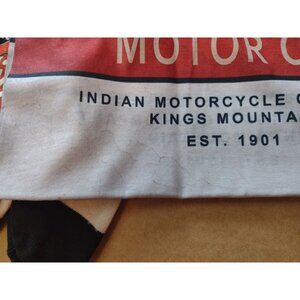 MOTOR C
INDIAN MOTORCYCLE
KINGS MOUNTA
EST. 1901